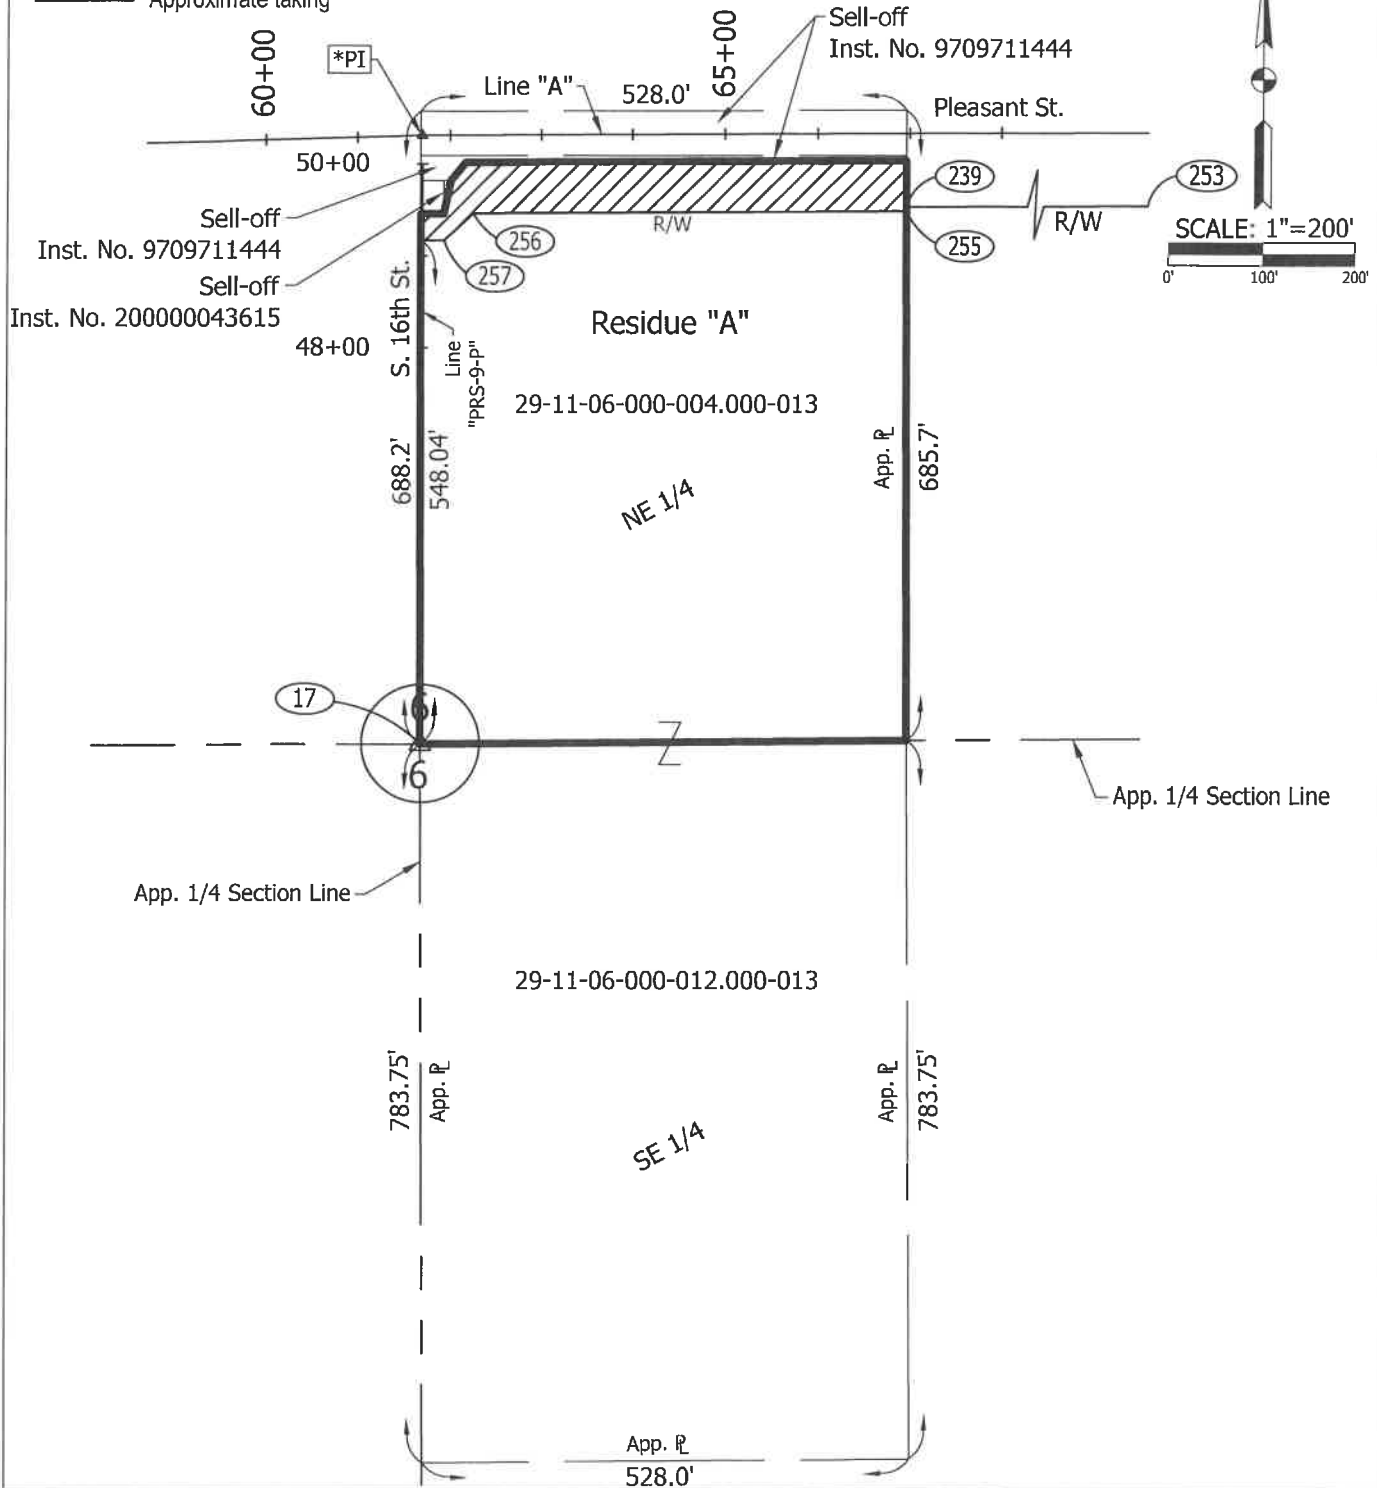 Approximate taking
60+00
*PI
Line "A"
528.0'
65+00
Sell-off
Inst. No. 9709711444
Pleasant St.
50+00
239
253
Sell-off
Inst. No. 9709711444
R/W
256
255
R/W
SCALE: 1"=200'
0' 100' 200'
257
Sell-off
Inst. No. 200000043615
S. 16th St.
Residue "A"
48+00
Line
"PRS-9-P"
29-11-06-000-004.000-013
688.2'
548.04'
App. PL
685.7'
NE 1/4
17
6
6
Z
App. 1/4 Section Line
App. 1/4 Section Line
29-11-06-000-012.000-013
783.75'
App. PL
App. PL
783.75'
SE 1/4
App. PL
528.0'